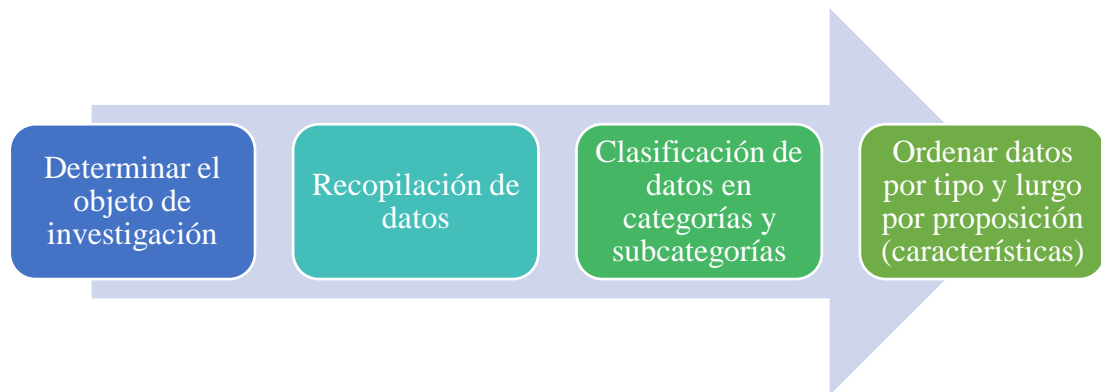 Determinar el
objeto de
investigación
Recopilación de
datos
Clasificación de
datos en
categorías y
subcategorías
Ordenar datos
por tipo y lurgo
por proposición
(características)